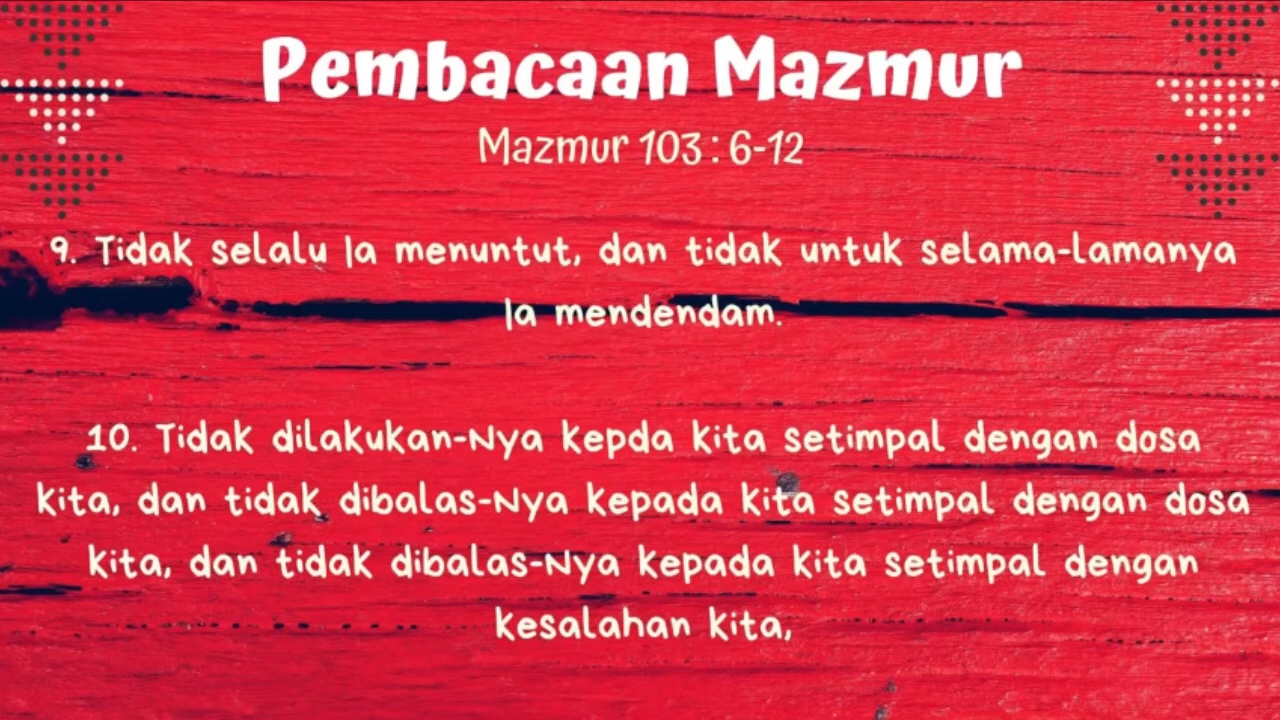 Pembacaan Mazmur
Mazmur 103 : 6-12
9. Tidak selalu Ia menuntut, dan tidak untuk selama-lamanya
Ia mendendam.
10. Tidak dilakukan-Nya kepda kita setimpal dengan dosa
kita, dan tidak dibalas-Nya kepada kita setimpal dengan dosa
kita, dan tidak dibalas-Nya kepada kita setimpal dengan
kesalahan kita,